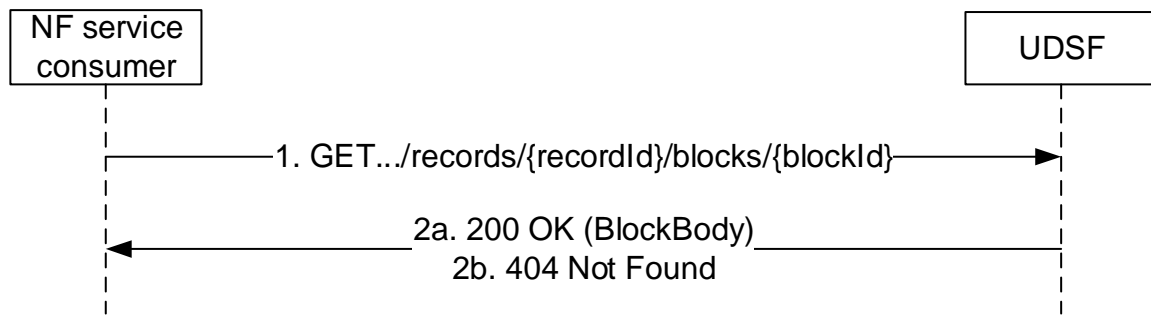 NF service
consumer
UDSF
1. GET.../records/{recordId}/blocks/{blockId}
2a. 200 OK (BlockBody)
2b. 404 Not Found